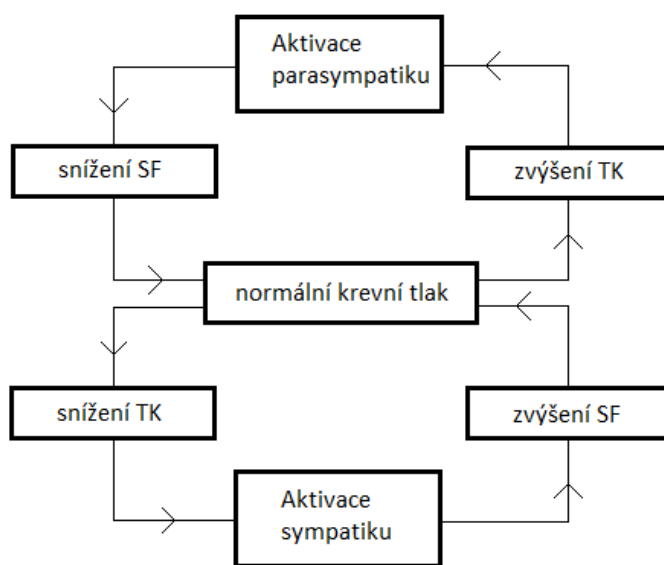 Aktivace
parasympatiku
snížení SF
zvýšení TK
normální krevní tlak
snížení TK
zvýšení SF
Aktivace
sympatiku